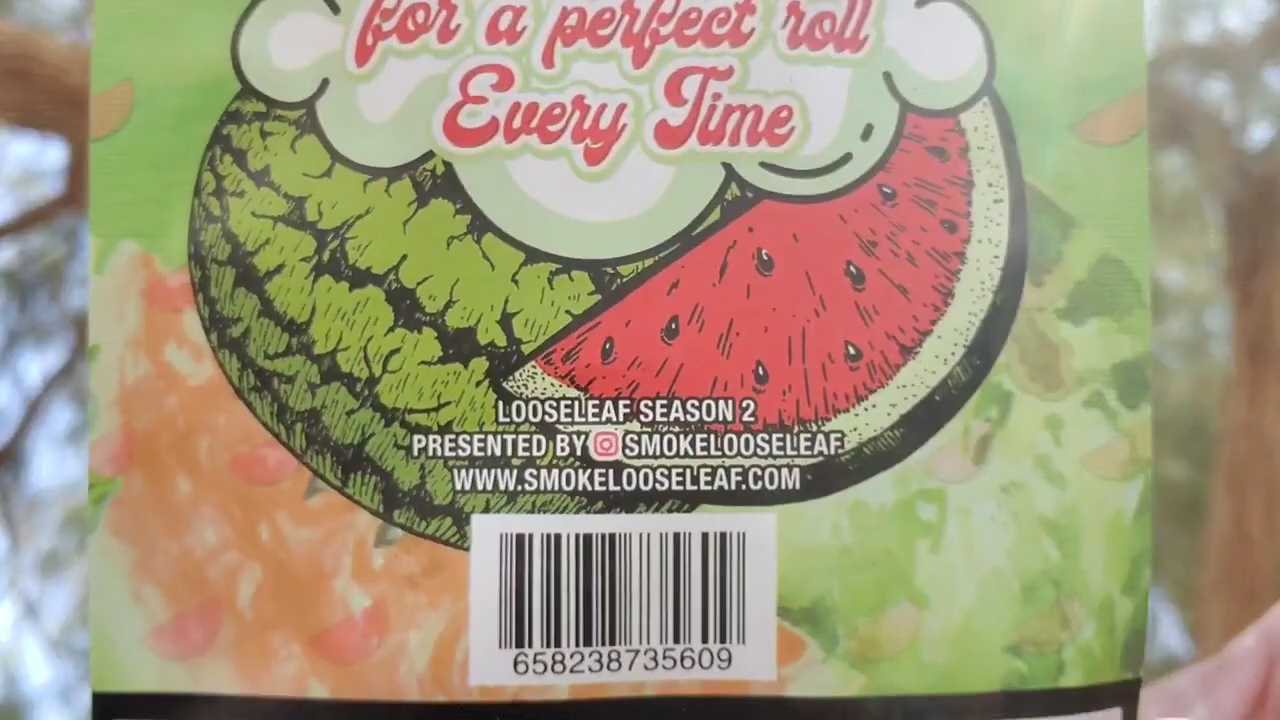 for a perfect roll
Every Time
LOOSELEAF SEASON 2
PRESENTED BY SMOKELOOSELEAF
WWW.SMOKELOOSELEAF.COM
658238735609